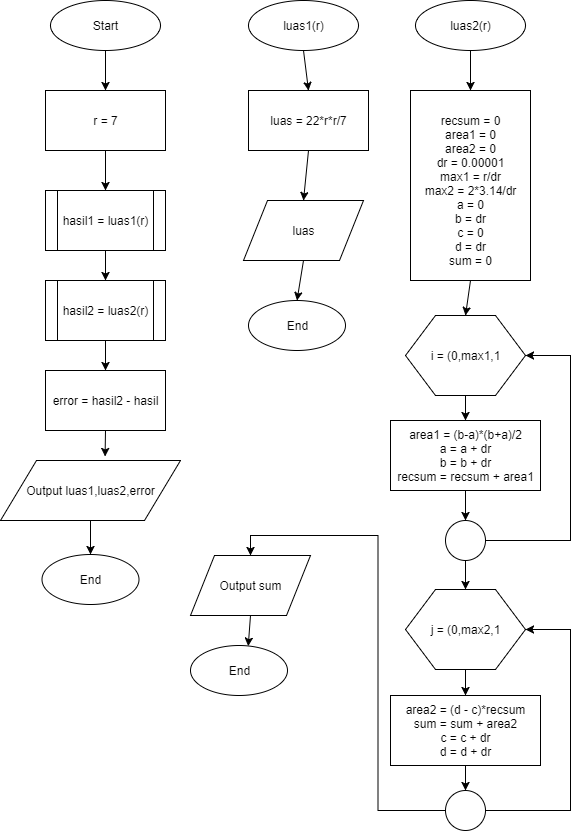 Start
r = 7
hasil1 = luas1(r)
hasil2 = luas2(r)
error = hasil2 - hasil
Output luas1,luas2,error
End
luas1(r)
luas = 22*r*r/7
luas
End
luas2(r)
recsum = 0
area1 = 0
area2 = 0
dr = 0.00001
max1 = r/dr
max2 = 2*3.14/dr
a = 0
b = dr
c = 0
d = dr
sum = 0
i = (0,max1,1
area1 = (b-a)*(b+a)/2
a = a + dr
b = b + dr
recsum = recsum + area1
j = (0,max2,1
area2 = (d - c)*recsum
sum = sum + area2
c = c + dr
d = d + dr
Output sum
End